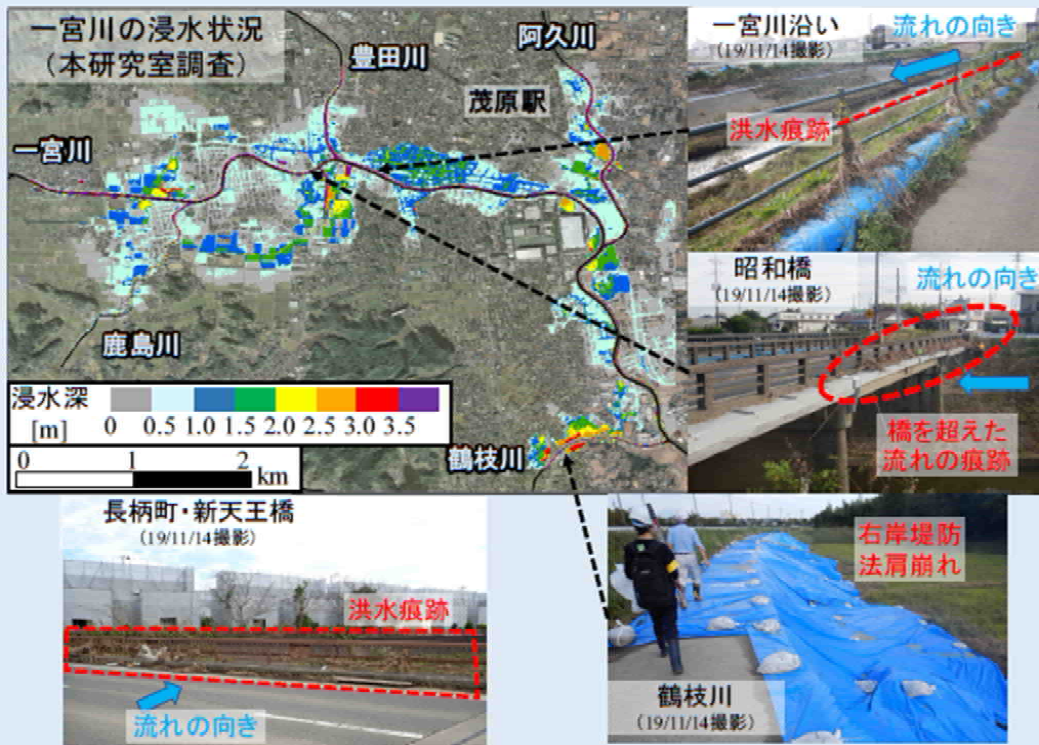 一宮川の浸水状況
(本研究室調査)
豊田川
阿久川
茂原駅
一宮川
鹿島川
鶴枝川
浸水深
[m]
0 0.5 1.0 1.5 2.0 2.5 3.0 3.5
0 1 2 km
一宮川沿い
(19/11/14撮影)
流れの向き
洪水痕跡
昭和橋
(19/11/14撮影)
流れの向き
橋を超えた
流れの痕跡
長柄町・新天王橋
(19/11/14撮影)
洪水痕跡
流れの向き
右岸堤防
法肩崩れ
鶴枝川
(19/11/14撮影)